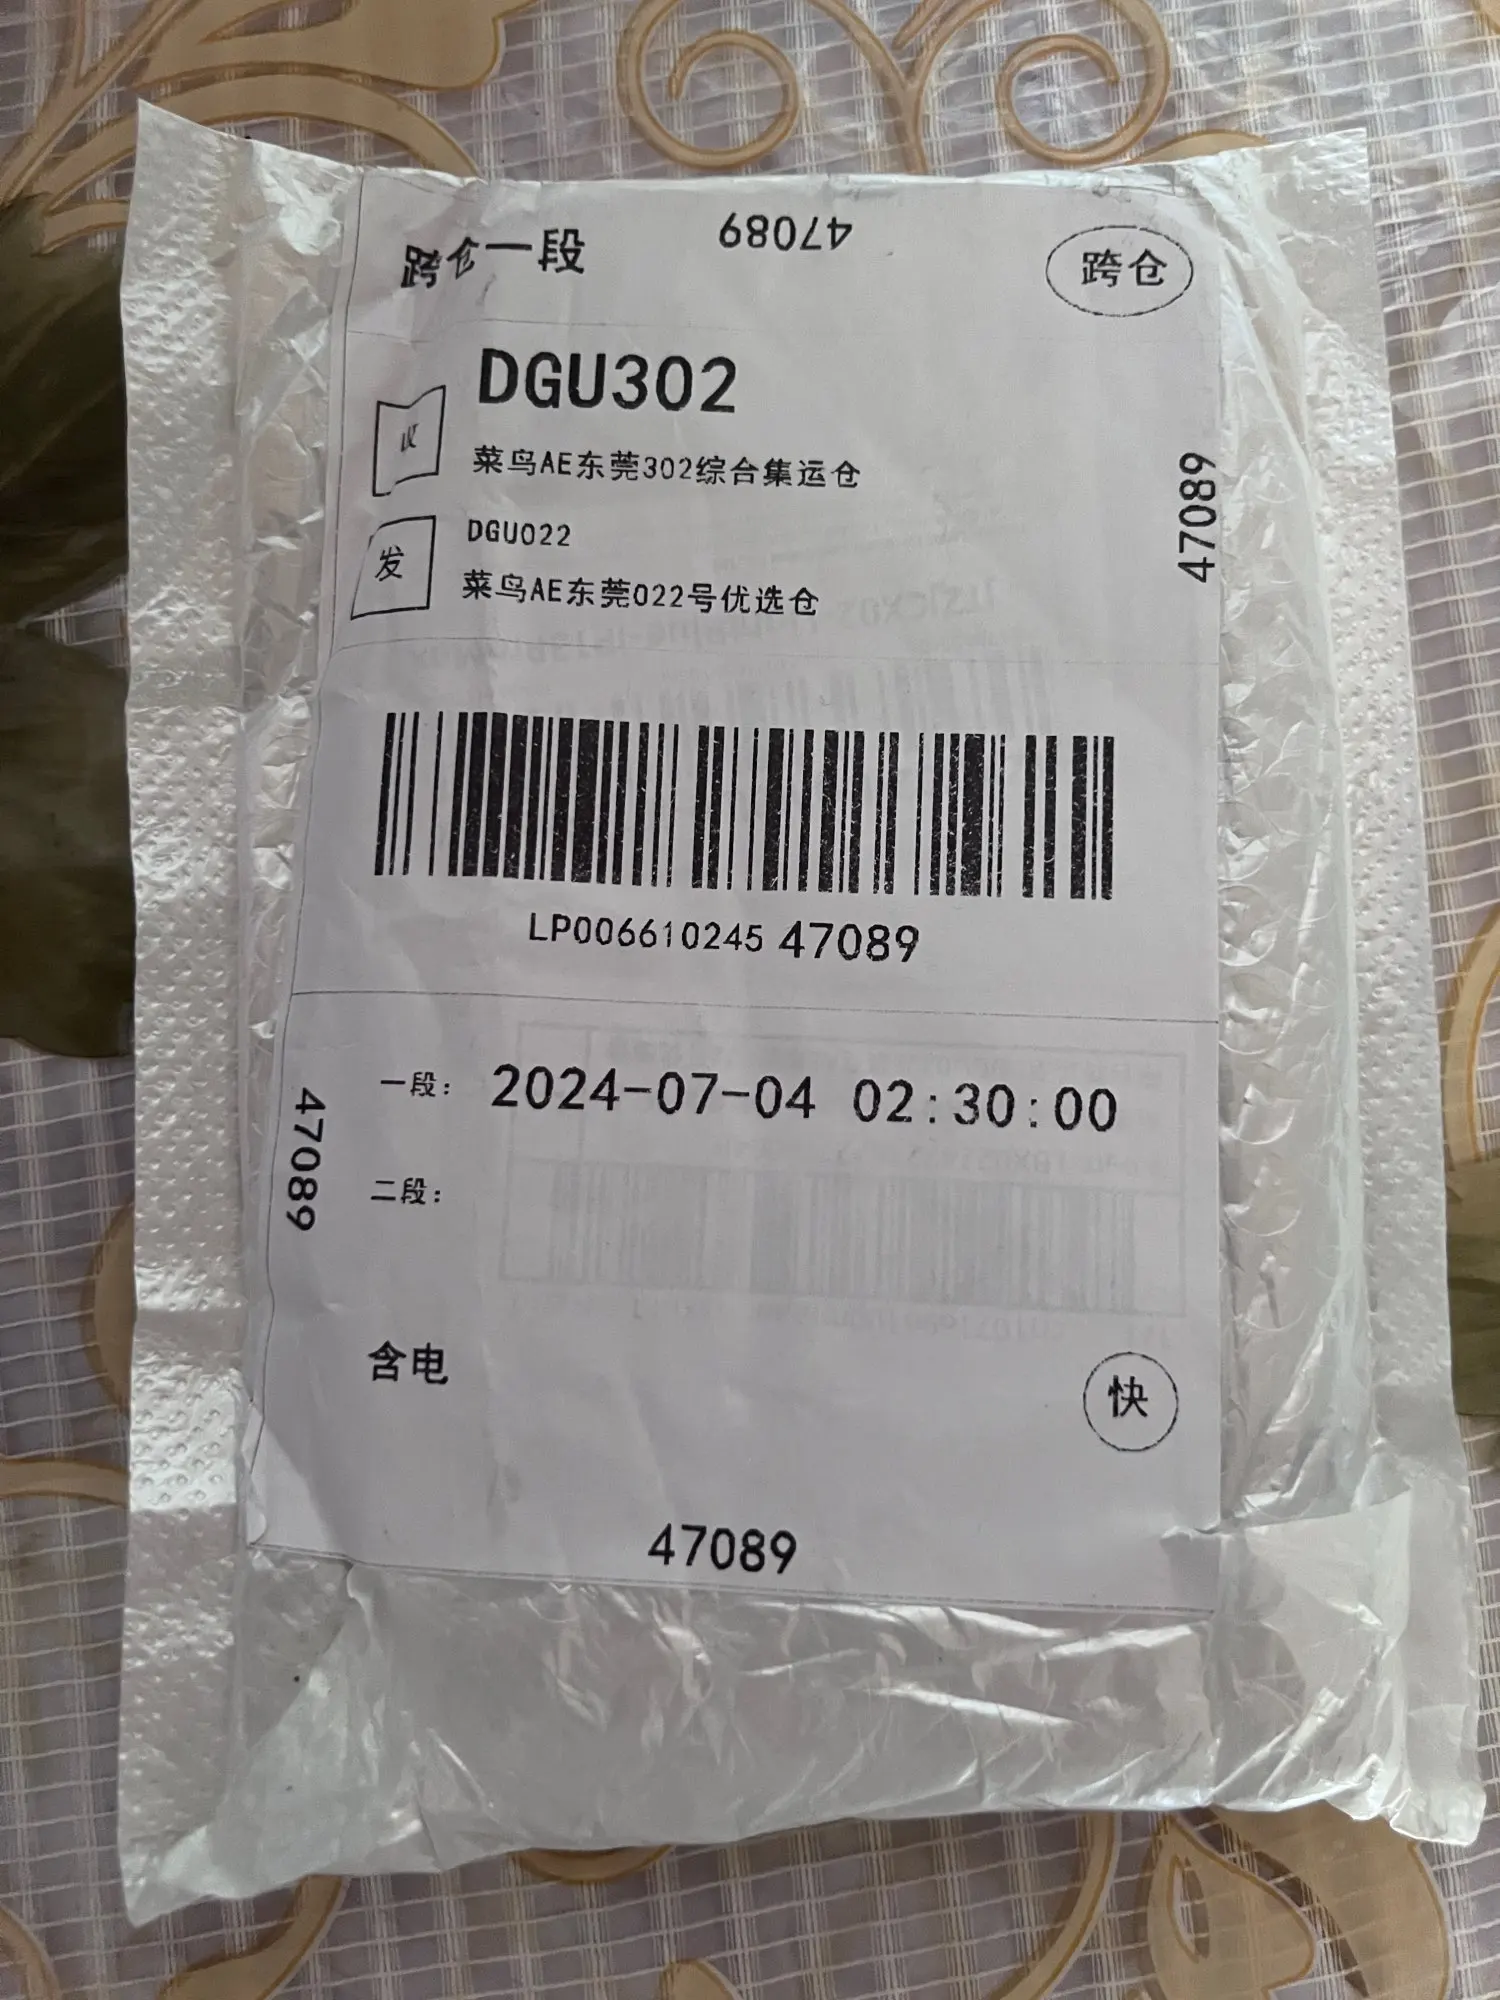 跨仓一段
47089
跨仓
DGU302
收
菜鸟AE东莞302综合集运仓
47089
DGU022
发
菜鸟AE东莞022号优选仓
LP00661024547089
一段: 2024-07-04 02:30:00
47089
二段:
含电
快
47089